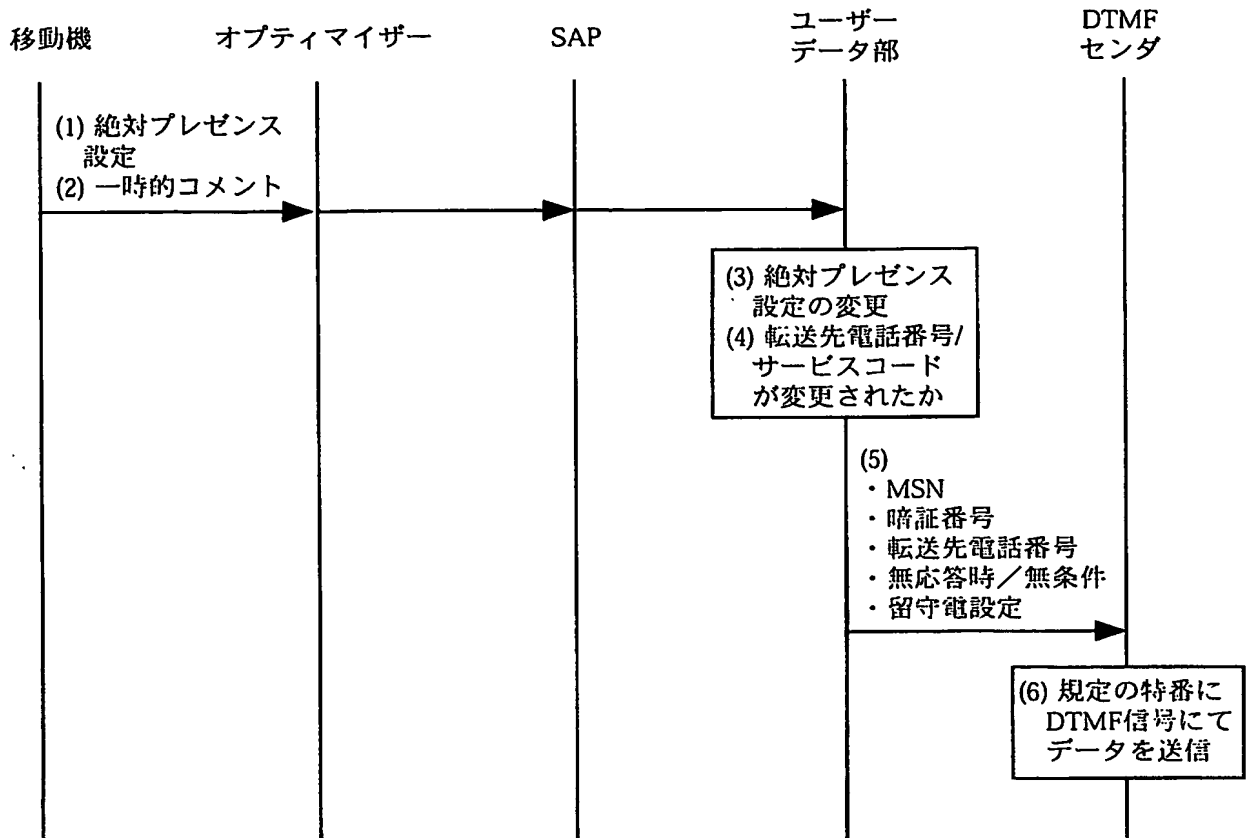 移動機
オプティマイザー
SAP
ユーザー
データ部
DTMF
センダ
(1) 絶対プレゼンス
設定
(2) 一時的コメント
(3) 絶対プレゼンス
設定の変更
(4) 転送先電話番号/
サービスコード
が変更されたか
(5)
・MSN
・暗証番号
・転送先電話番号
・無応答時／無条件
・留守電設定
(6) 規定の特番に
DTMF信号にて
データを送信